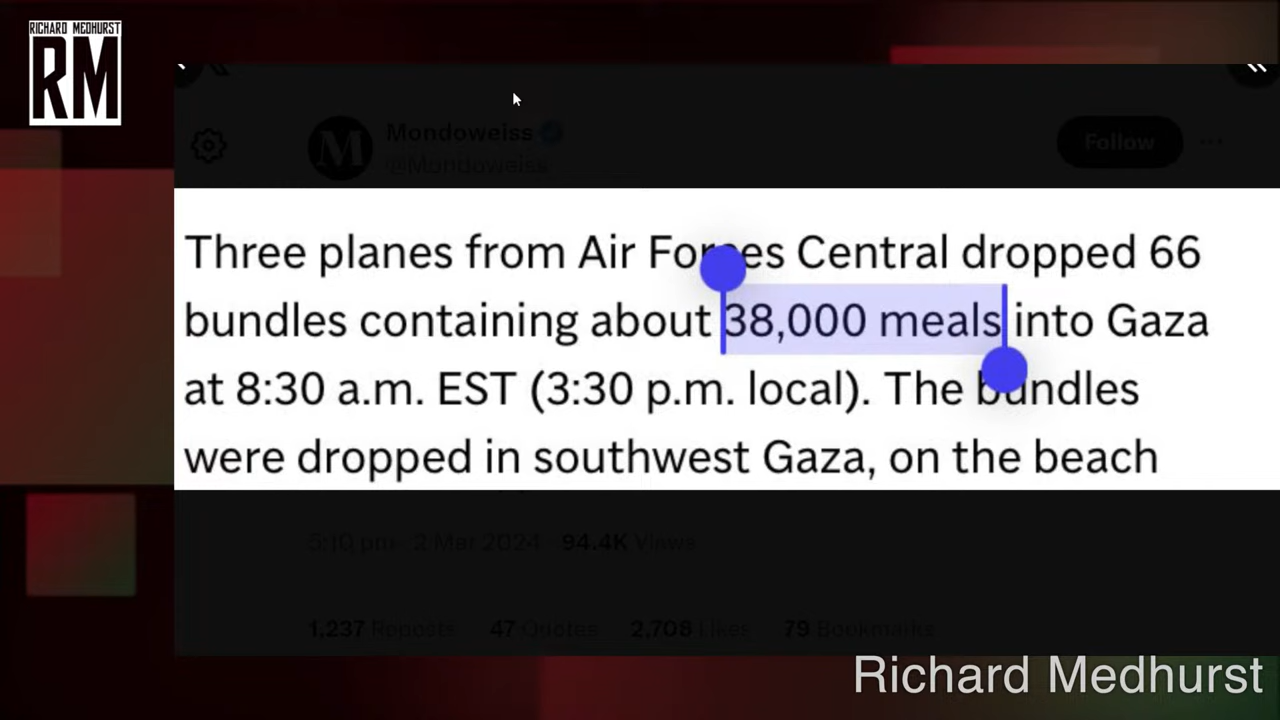 RICHARD MEDHURST
RM
Mondoweiss
@Mondoweiss
Follow
Three planes from Air Forces Central dropped 66
bundles containing about 38,000 meals into Gaza
at 8:30 a.m. EST (3:30 p.m. local). The bundles
were dropped in southwest Gaza, on the beach
5:10 pm · 2 Mar 2024 · 94.4K Views
1,237 Reposts 47 Quotes 2,708 Likes 79 Bookmarks
Richard Medhurst